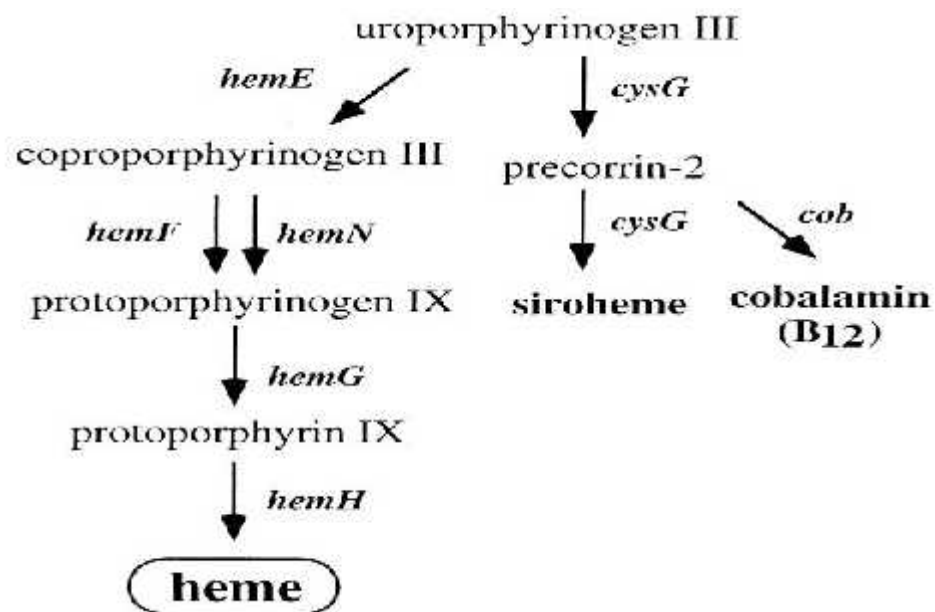 uroporphyrinogen III
hemE
cysG
coproporphyrinogen III
precorrin-2
hemF
hemN
cysG
cob
protoporphyrinogen IX
siroheme
cobalamin
(B12)
hemG
protoporphyrin IX
hemH
heme